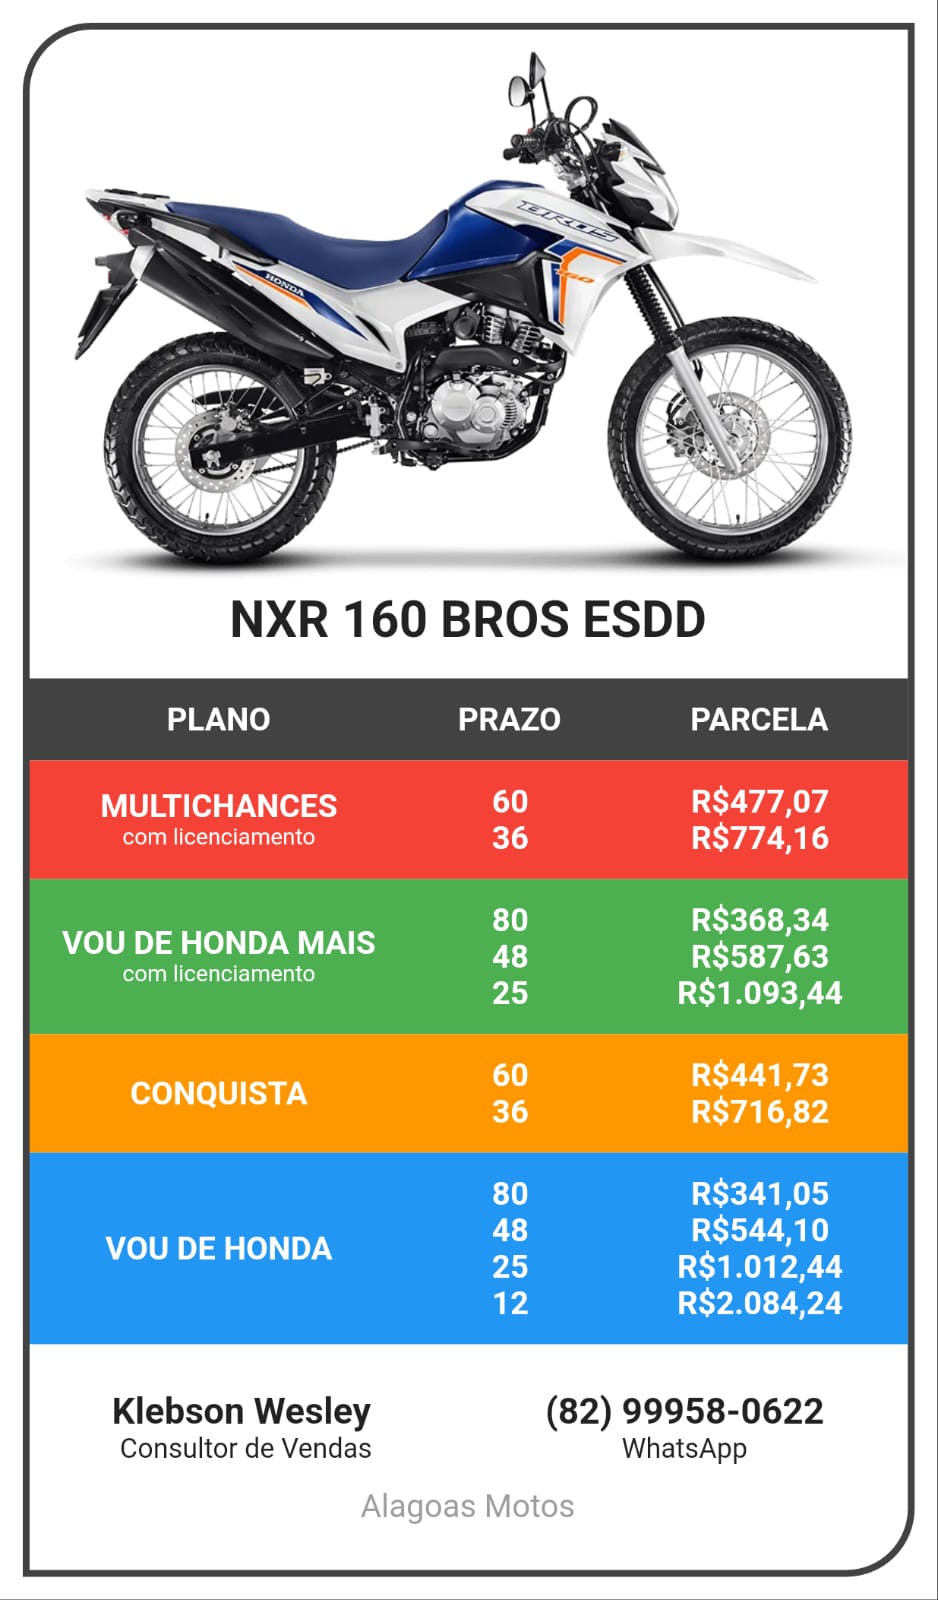 BROS
160
HONDA
NXR 160 BROS ESDD
PLANO PRAZO PARCELA
MULTICHANCES
com licenciamento
60 R$477,07
36 R$774,16
VOU DE HONDA MAIS
com licenciamento
80 R$368,34
48 R$587,63
25 R$1.093,44
CONQUISTA
60 R$441,73
36 R$716,82
VOU DE HONDA
80 R$341,05
48 R$544,10
25 R$1.012,44
12 R$2.084,24
Klebson Wesley (82) 99958-0622
Consultor de Vendas WhatsApp
Alagoas Motos